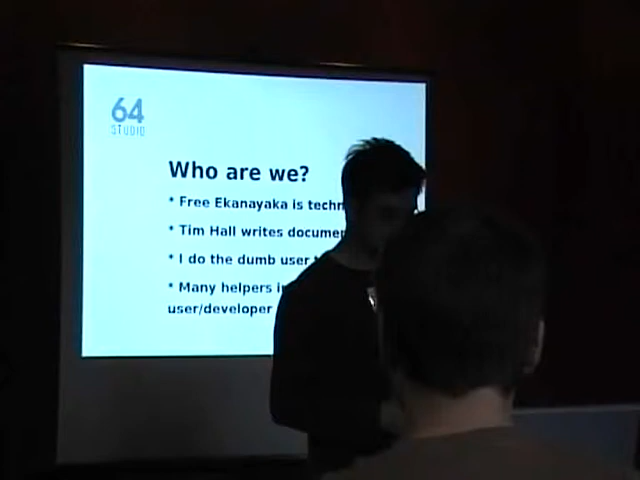 64
STUDIO
Who are we?
* Free Ekanayaka is techn
* Tim Hall writes documen
* I do the dumb user
* Many helpers in
user/developer